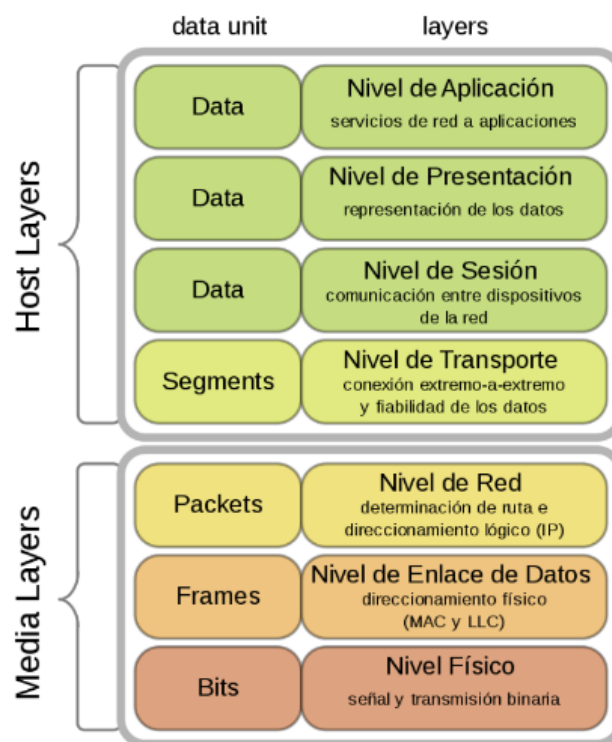 data unit layers
Host Layers
Data
Nivel de Aplicación
servicios de red a aplicaciones
Data
Nivel de Presentación
representación de los datos
Data
Nivel de Sesión
comunicación entre dispositivos
de la red
Segments
Nivel de Transporte
conexión extremo-a-extremo
y fiabilidad de los datos
Media Layers
Packets
Nivel de Red
determinación de ruta e
direccionamiento lógico (IP)
Frames
Nivel de Enlace de Datos
direccionamiento físico
(MAC y LLC)
Bits
Nivel Físico
señal y transmisión binaria